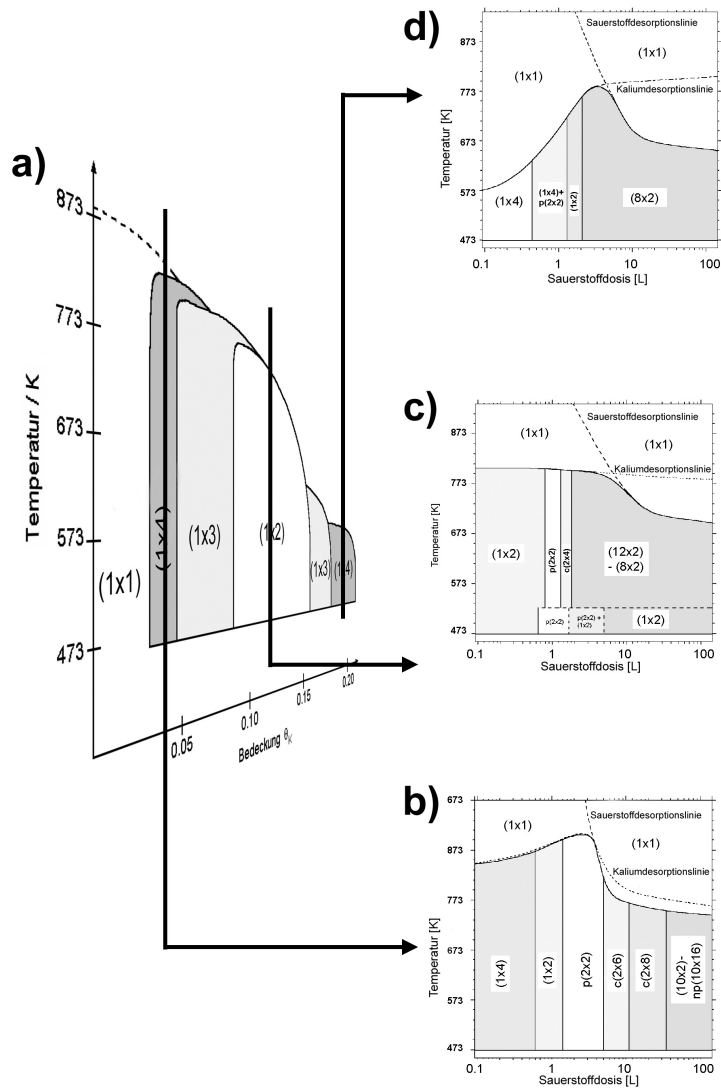 a)
873
773
673
573
473
Temperatur / K
(1x1)
(1x4)
(1x3)
(1x2)
(1x3)
(1x4)
0.05
0.10
0.15
0.20
Bedeckung θK
d)
873
773
673
573
473
Temperatur [K]
Sauerstoffdesorptionslinie
(1x1)
(1x1)
Kaliumdesorptionslinie
(1x4)
(1x4)+
p(2x2)
(1x2)
(8x2)
0.1
1
10
100
Sauerstoffdosis [L]
c)
873
773
673
573
473
Temperatur [K]
Sauerstoffdesorptionslinie
(1x1)
(1x1)
Kaliumdesorptionslinie
(1x2)
p(2x2)
c(2x4)
(12x2)
- (8x2)
p(2x2)
p(2x2) +
(1x2)
(1x2)
0.1
1
10
100
Sauerstoffdosis [L]
b)
673
873
773
673
573
473
Temperatur [K]
Sauerstoffdesorptionslinie
(1x1)
(1x1)
Kaliumdesorptionslinie
(1x4)
(1x2)
p(2x2)
c(2x6)
c(2x8)
(10x2)-
np(10x16)
0.1
1
10
100
Sauerstoffdosis [L]